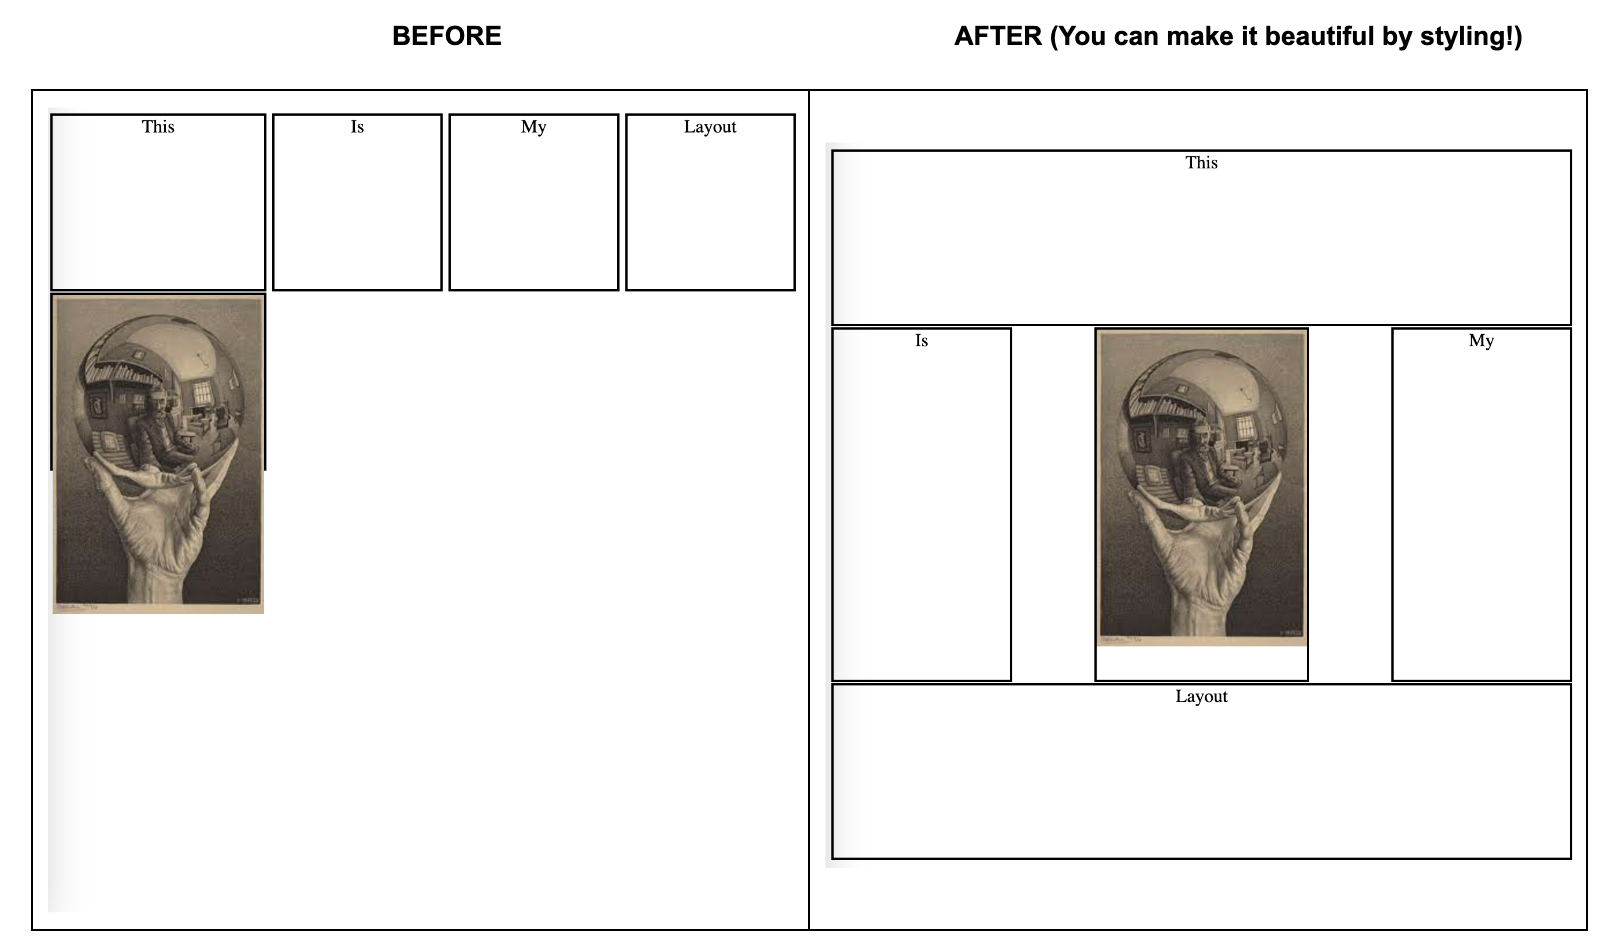 BEFORE
AFTER (You can make it beautiful by styling!)
This
Is
My
Layout
This
Is
My
Layout